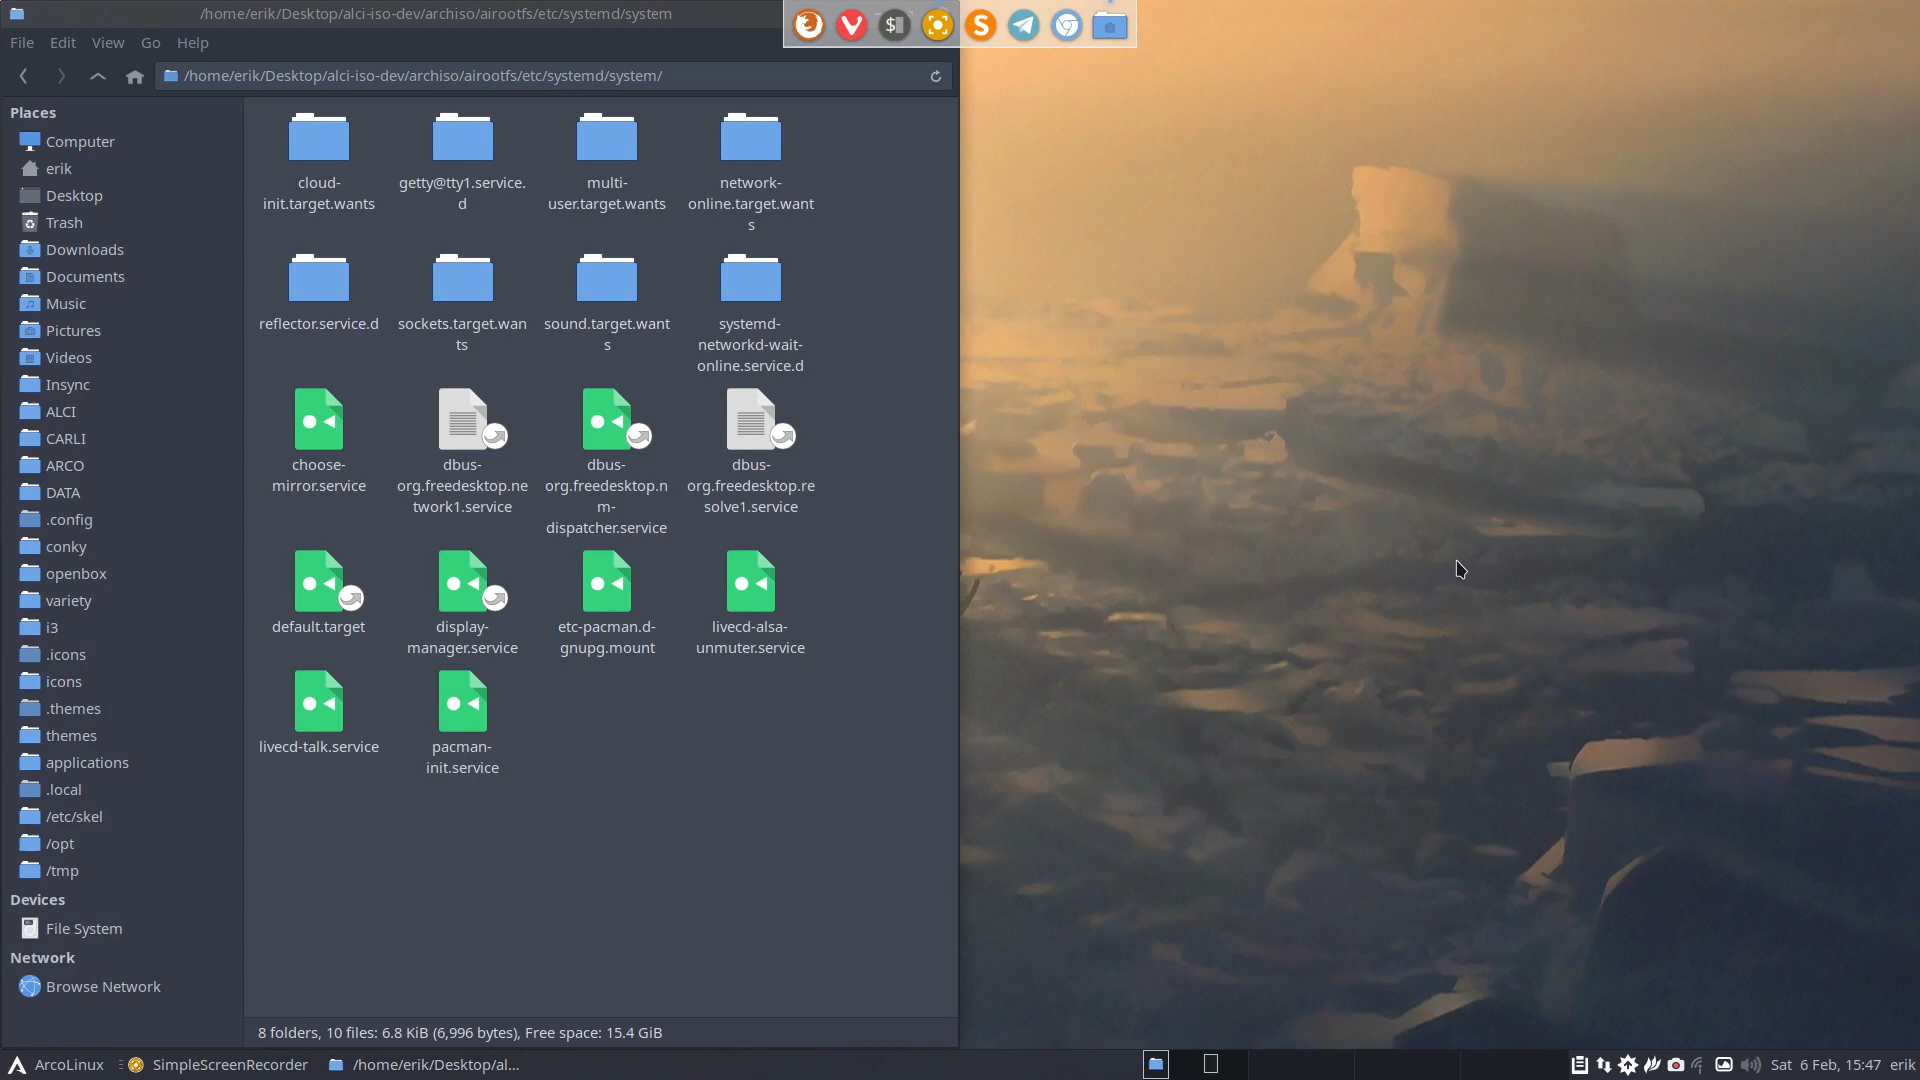 /home/erik/Desktop/alci-iso-dev/archiso/airootfs/etc/systemd/system
File Edit View Go Help
/home/erik/Desktop/alci-iso-dev/archiso/airootfs/etc/systemd/system/
Places
Computer
erik
Desktop
Trash
Downloads
Documents
Music
Pictures
Videos
Insync
ALCI
CARLI
ARCO
DATA
.config
conky
openbox
variety
i3
.icons
icons
.themes
themes
applications
.local
/etc/skel
/opt
/tmp
Devices
File System
Network
Browse Network
cloud-
init.target.wants
getty@tty1.service.
d
multi-
user.target.wants
network-
online.target.want
s
reflector.service.d
sockets.target.wan
ts
sound.target.want
s
systemd-
networkd-wait-
online.service.d
choose-
mirror.service
dbus-
org.freedesktop.ne
twork1.service
dbus-
org.freedesktop.n
m-
dispatcher.service
dbus-
org.freedesktop.re
solve1.service
default.target
display-
manager.service
etc-pacman.d-
gnupg.mount
livecd-alsa-
unmuter.service
livecd-talk.service
pacman-
init.service
8 folders, 10 files: 6.8 KiB (6,996 bytes), Free space: 15.4 GiB
ArcoLinux SimpleScreenRecorder /home/erik/Desktop/al... Sat 6 Feb, 15:47 erik